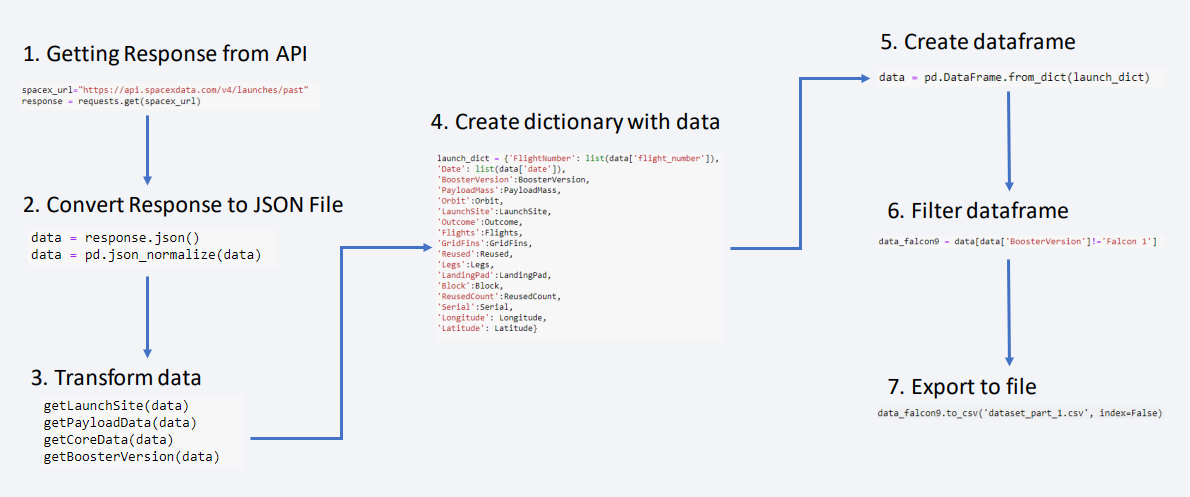 1. Getting Response from API
spacex_url="https://api.spacexdata.com/v4/launches/past"
response = requests.get(spacex_url)
2. Convert Response to JSON File
data = response.json()
data = pd.json_normalize(data)
3. Transform data
getLaunchSite(data)
getPayloadData(data)
getCoreData(data)
getBoosterVersion(data)
4. Create dictionary with data
launch_dict = {'FlightNumber': list(data['flight_number']),
'Date': list(data['date']),
'BoosterVersion':BoosterVersion,
'PayloadMass':PayloadMass,
'Orbit':Orbit,
'LaunchSite':LaunchSite,
'Outcome':Outcome,
'Flights':Flights,
'GridFins':GridFins,
'Reused':Reused,
'Legs':Legs,
'LandingPad':LandingPad,
'Block':Block,
'ReusedCount':ReusedCount,
'Serial':Serial,
'Longitude': Longitude,
'Latitude': Latitude}
5. Create dataframe
data = pd.DataFrame.from_dict(launch_dict)
6. Filter dataframe
data_falcon9 = data[data['BoosterVersion']!='Falcon 1']
7. Export to file
data_falcon9.to_csv('dataset_part_1.csv', index=False)